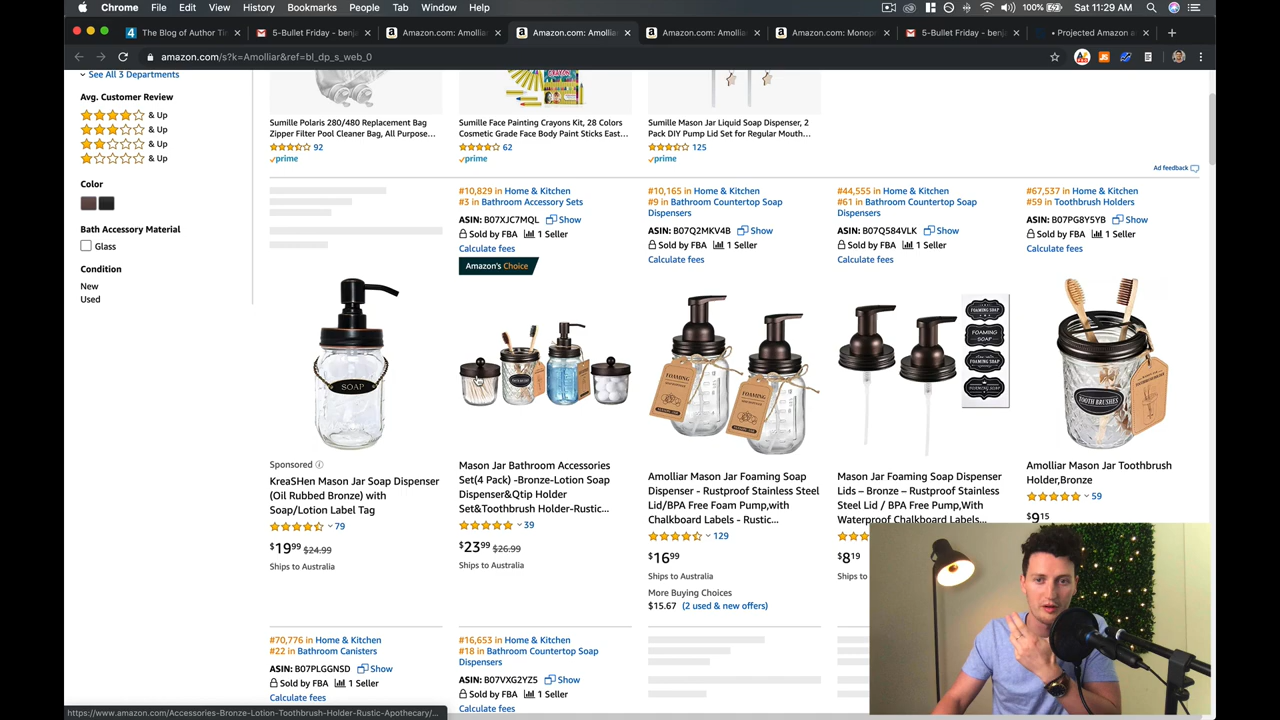 Chrome File Edit View History Bookmarks People Tab Window Help
100% Sat 11:29 AM
The Blog of Author Ti
5-Bullet Friday - benja
Amazon.com: Amollia
Amazon.com: Amollia
Amazon.com: Amollia
Amazon.com: Monop
5-Bullet Friday - benja
• Projected Amazon a
amazon.com/s?k=Amolliar&ref=bl_dp_s_web_0
See All 3 Departments
Avg. Customer Review
& Up
& Up
& Up
& Up
Color
Bath Accessory Material
Glass
Condition
New
Used
Sumille Polaris 280/480 Replacement Bag
Zipper Filter Pool Cleaner Bag, All Purpose...
92
prime
Sumille Face Painting Crayons Kit, 28 Colors
Cosmetic Grade Face Body Paint Sticks East...
62
prime
Sumille Mason Jar Liquid Soap Dispenser, 2
Pack DIY Pump Lid Set for Regular Mouth...
125
prime
Ad feedback
SOAP
Sponsored
KreaSHen Mason Jar Soap Dispenser
(Oil Rubbed Bronze) with
Soap/Lotion Label Tag
79
$19.99 $24.99
Ships to Australia
#10,829 in Home & Kitchen
#3 in Bathroom Accessory Sets
ASIN: B07XJC7MQL Show
Sold by FBA 1 Seller
Calculate fees
Amazon's Choice
Mason Jar Bathroom Accessories
Set(4 Pack) -Bronze-Lotion Soap
Dispenser&Qtip Holder
Set&Toothbrush Holder-Rustic...
39
$23.99 $26.99
Ships to Australia
#10,165 in Home & Kitchen
#9 in Bathroom Countertop Soap
Dispensers
ASIN: B07Q2MKV4B Show
Sold by FBA 1 Seller
Calculate fees
FOAMING
FOAMING
Amolliar Mason Jar Foaming Soap
Dispenser - Rustproof Stainless Steel
Lid/BPA Free Foam Pump,with
Chalkboard Labels - Rustic...
129
$16.99
Ships to Australia
More Buying Choices
$15.67 (2 used & new offers)
#44,555 in Home & Kitchen
#61 in Bathroom Countertop Soap
Dispensers
ASIN: B07Q584VLK Show
Sold by FBA 1 Seller
Calculate fees
FOAMING SOAP
FOAMING
SOAP
FOAMING SOAP
Mason Jar Foaming Soap Dispenser
Lids – Bronze – Rustproof Stainless
Steel Lid / BPA Free Pump,With
Waterproof Chalkboard Labels...
$8.19
Ships to
#67,537 in Home & Kitchen
#59 in Toothbrush Holders
ASIN: B07PG8Y5YB Show
Sold by FBA 1 Seller
Calculate fees
TOOTH BRUSHES
Amolliar Mason Jar Toothbrush
Holder,Bronze
59
$9.15
#70,776 in Home & Kitchen
#22 in Bathroom Canisters
ASIN: B07PLGGNSD Show
Sold by FBA 1 Seller
Calculate fees
#16,653 in Home & Kitchen
#18 in Bathroom Countertop Soap
Dispensers
ASIN: B07VXG2YZ5 Show
Sold by FBA 1 Seller
Calculate fees
https://www.amazon.com/Accessories-Bronze-Lotion-Toothbrush-Holder-Rustic-Apothecary/...